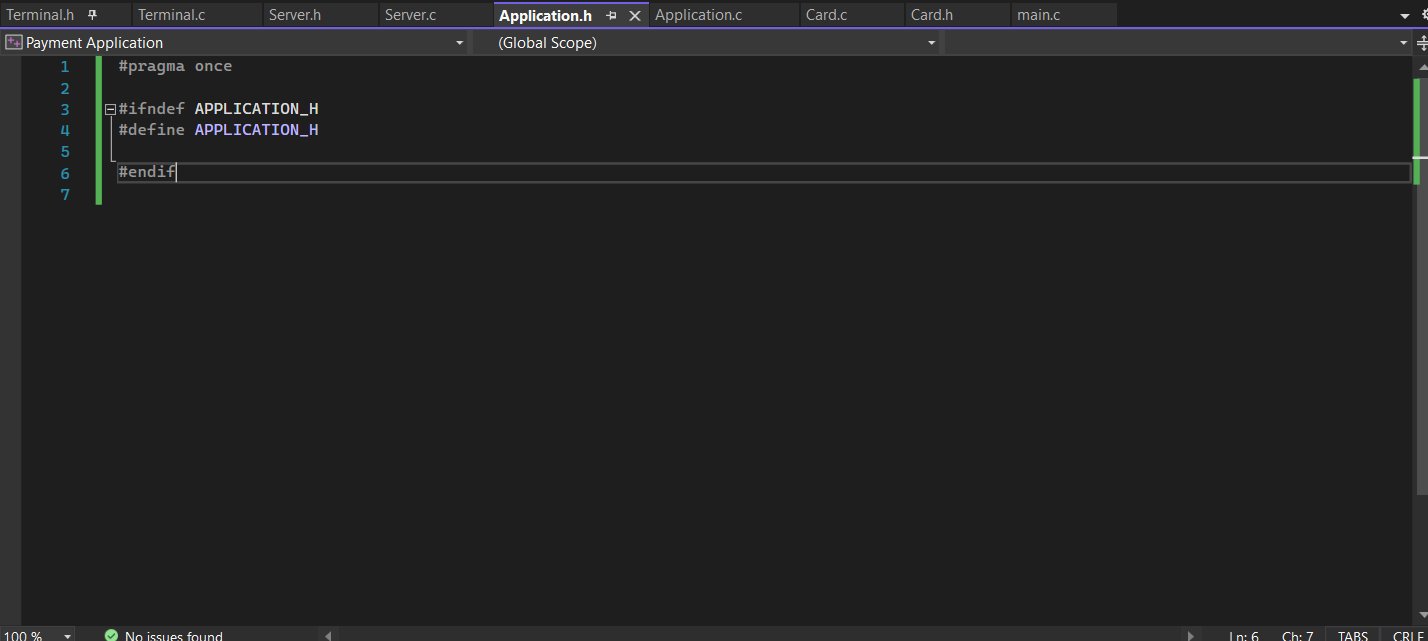 Terminal.h Terminal.c Server.h Server.c Application.h Application.c Card.c Card.h main.c
Payment Application (Global Scope)
1 #pragma once
2
3 #ifndef APPLICATION_H
4 #define APPLICATION_H
5
6 #endif
7
100 % No issues found Ln: 6 Ch: 7 TABS CRLF